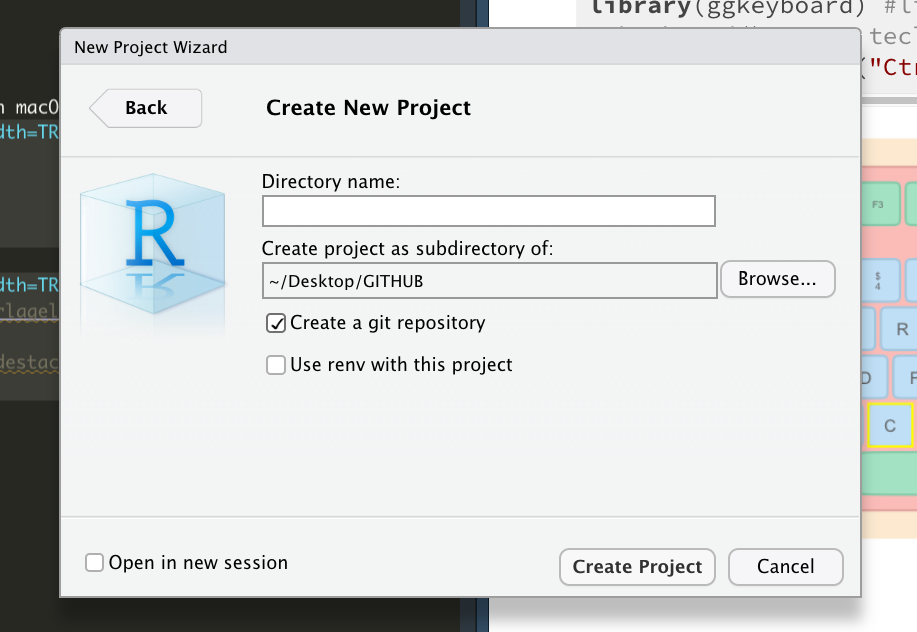 library(ggkeyboard) #l
tecl
("Ctr
New Project Wizard
Back
Create New Project
n macO
dth=TR
Directory name:
R
Create project as subdirectory of:
~/Desktop/GITHUB
Browse...
dth=TR
rlagel
Create a git repository
destac
Use renv with this project
F3
$
4
R
D
F
C
Open in new session
Create Project
Cancel